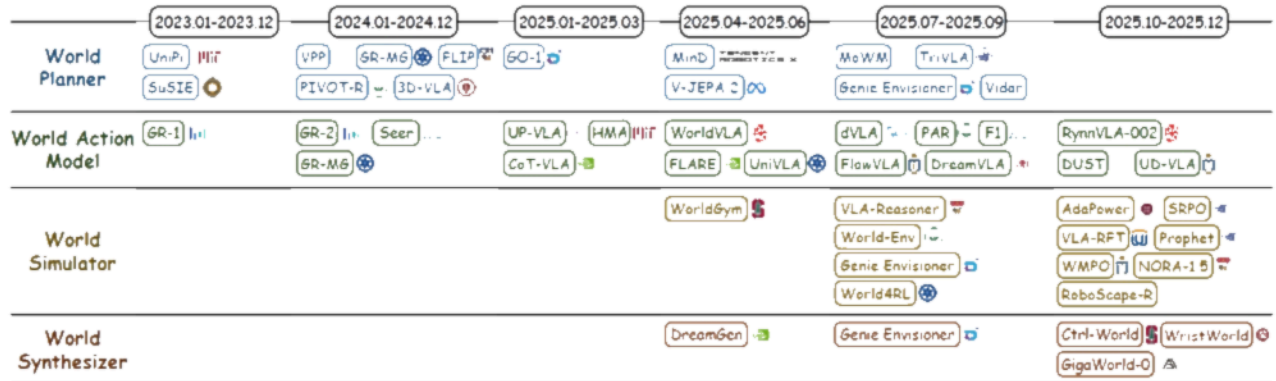 2023.01-2023.12 2024.01-2024.12 2025.01-2025.03 2025.04-2025.06 2025.07-2025.09 2025.10-2025.12
World Planner
UniPi MIT VPP GR-MG FLIP GO-1 MinD TENCENT ROBOTICS X MoWM TriVLA
SuSIE PIVOT-R 3D-VLA V-JEPA 2 Genie Envisioner Vidar
World Action Model
GR-1 GR-2 Seer UP-VLA HMA MIT WorldVLA dVLA PAR F1 RynnVLA-002
GR-MG CoT-VLA FLARE UniVLA FlowVLA DreamVLA DUST UD-VLA
World Simulator
WorldGym VLA-Reasoner AdaPower SRPO
World-Env VLA-RFT Prophet
Genie Envisioner WMPO NORA-1.5
World4RL RoboScape-R
World Synthesizer
DreamGen Genie Envisioner Ctrl-World WristWorld
GigaWorld-0